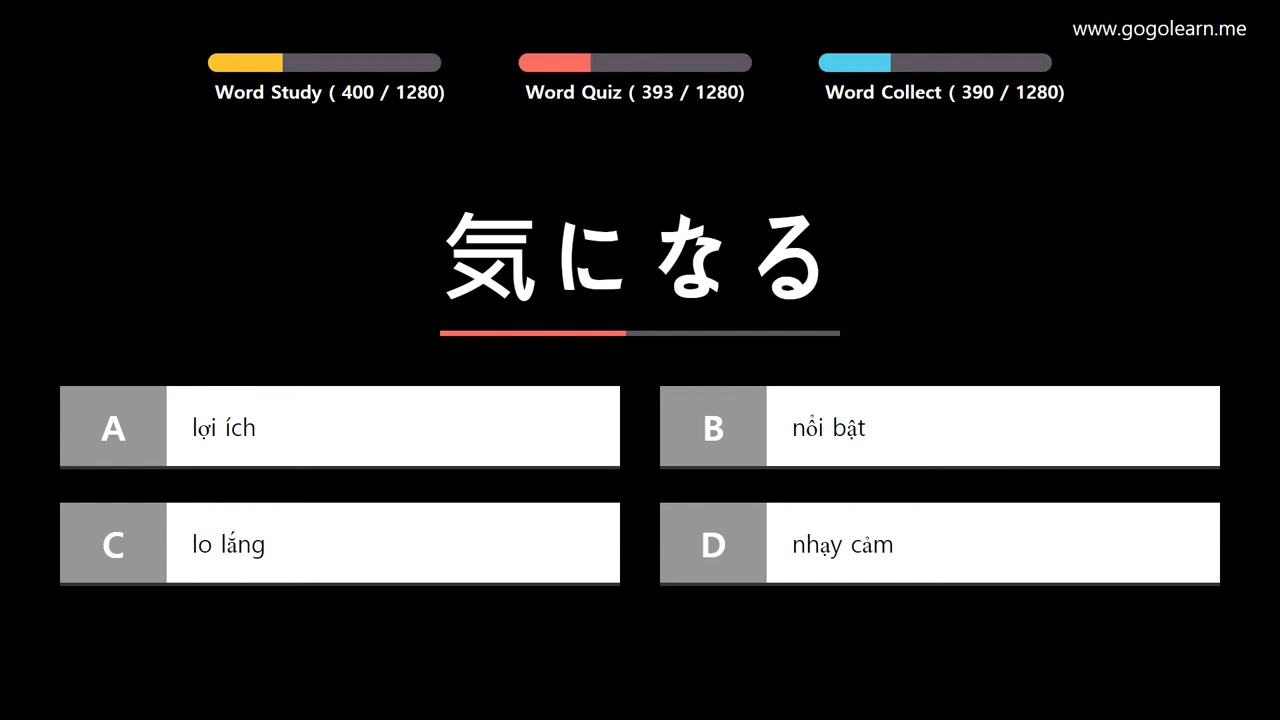 www.gogolearn.me
Word Study ( 400 / 1280)
Word Quiz ( 393 / 1280)
Word Collect ( 390 / 1280)
気になる
A
lợi ích
B
nổi bật
C
lo lắng
D
nhạy cảm